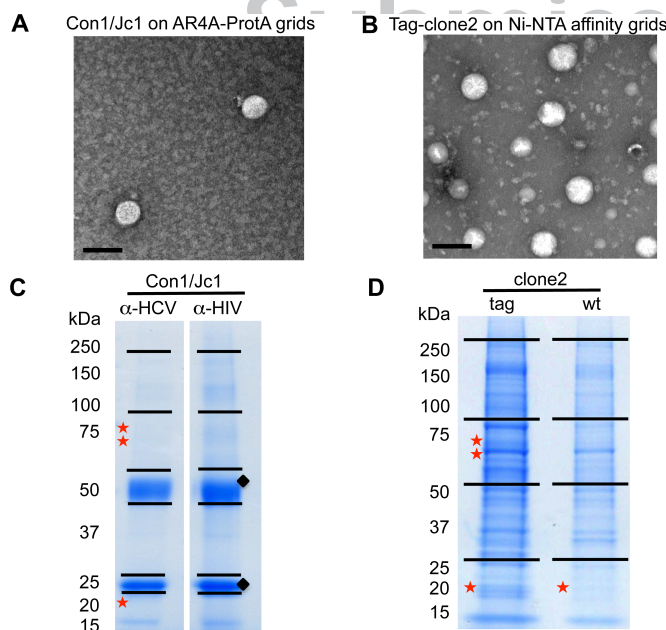 A Con1/Jc1 on AR4A-ProtA grids
B Tag-clone2 on Ni-NTA affinity grids
C Con1/Jc1
α-HCV α-HIV
kDa
250
150
100
75
50
37
25
20
15
D clone2
tag wt
kDa
250
150
100
75
50
37
25
20
15